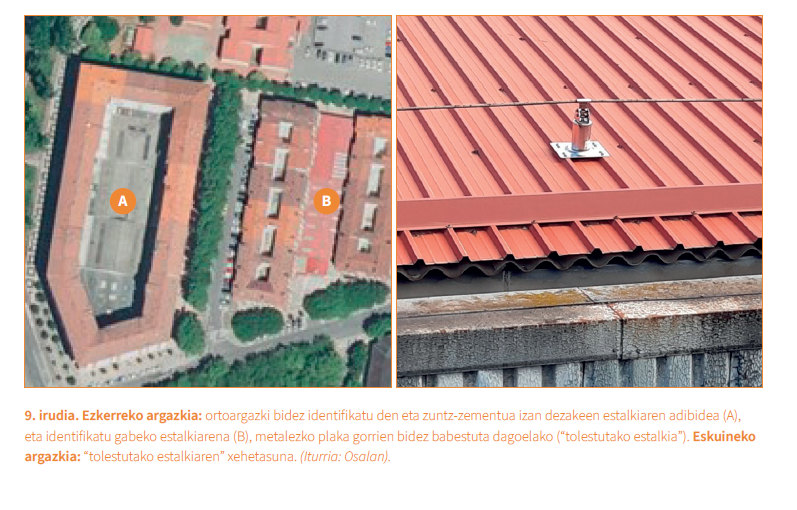 A
B
9. irudia. Ezkerreko argazkia: ortoargazki bidez identifikatu den eta zuntz-zementua izan dezakeen estalkiaren adibidea (A),
eta identifikatu gabeko estalkiarena (B), metalezko plaka gorrien bidez babestuta dagoelako (“tolestutako estalkia”). Eskuineko
argazkia: “tolestutako estalkiaren” xehetasuna. (Iturria: Osalan).